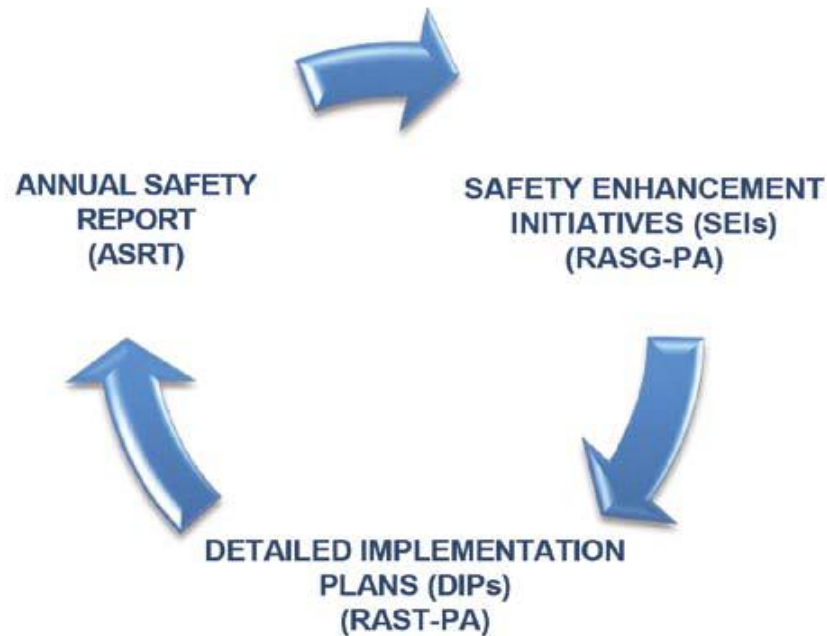 ANNUAL SAFETY
REPORT
(ASRT)
SAFETY ENHANCEMENT
INITIATIVES (SEIs)
(RASG-PA)
DETAILED IMPLEMENTATION
PLANS (DIPs)
(RAST-PA)